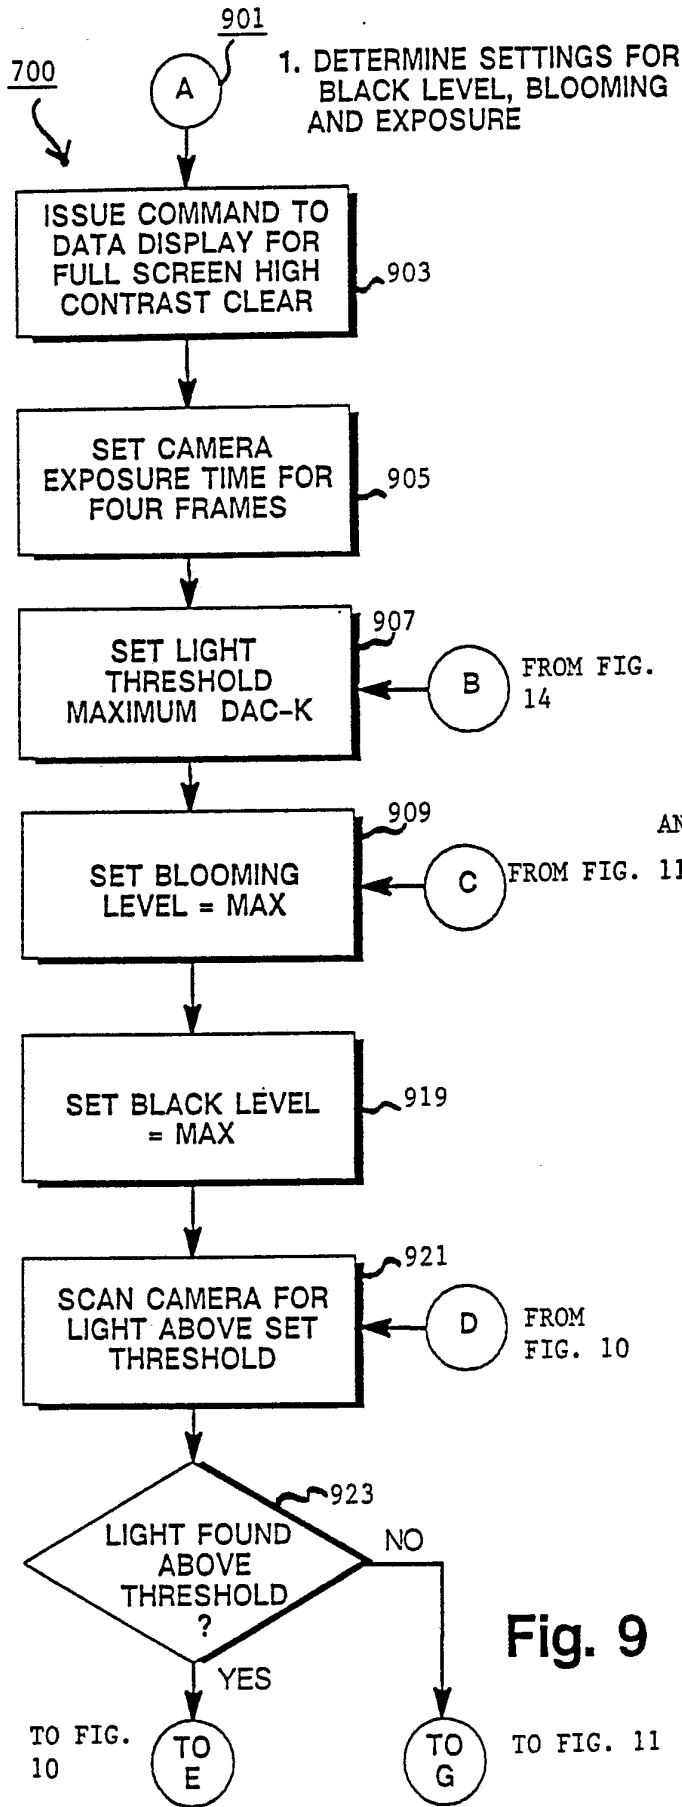 901
700
A
1. DETERMINE SETTINGS FOR
BLACK LEVEL, BLOOMING
AND EXPOSURE
ISSUE COMMAND TO
DATA DISPLAY FOR
FULL SCREEN HIGH
CONTRAST CLEAR
903
SET CAMERA
EXPOSURE TIME FOR
FOUR FRAMES
905
SET LIGHT
THRESHOLD
MAXIMUM DAC-K
907
B
FROM FIG.
14
SET BLOOMING
LEVEL = MAX
909
C
AN
FROM FIG. 11
SET BLACK LEVEL
= MAX
919
SCAN CAMERA FOR
LIGHT ABOVE SET
THRESHOLD
921
D
FROM
FIG. 10
LIGHT FOUND
ABOVE
THRESHOLD
?
923
NO
YES
Fig. 9
TO FIG.
10
TO
E
TO
G
TO FIG. 11